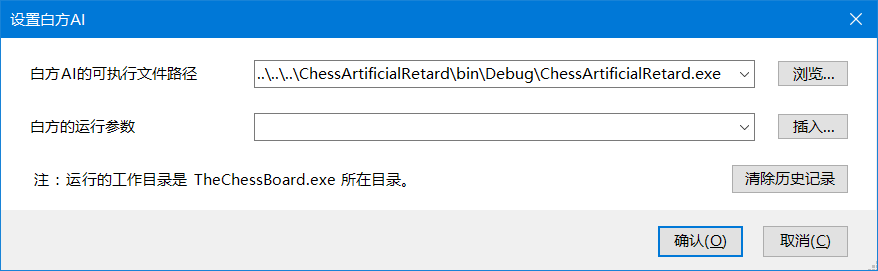 设置白方AI
白方AI的可执行文件路径 ..\..\..\ChessArtificialRetard\bin\Debug\ChessArtificialRetard.exe 浏览...
白方的运行参数 插入...
注：运行的工作目录是 TheChessBoard.exe 所在目录。 清除历史记录
确认(O) 取消(C)